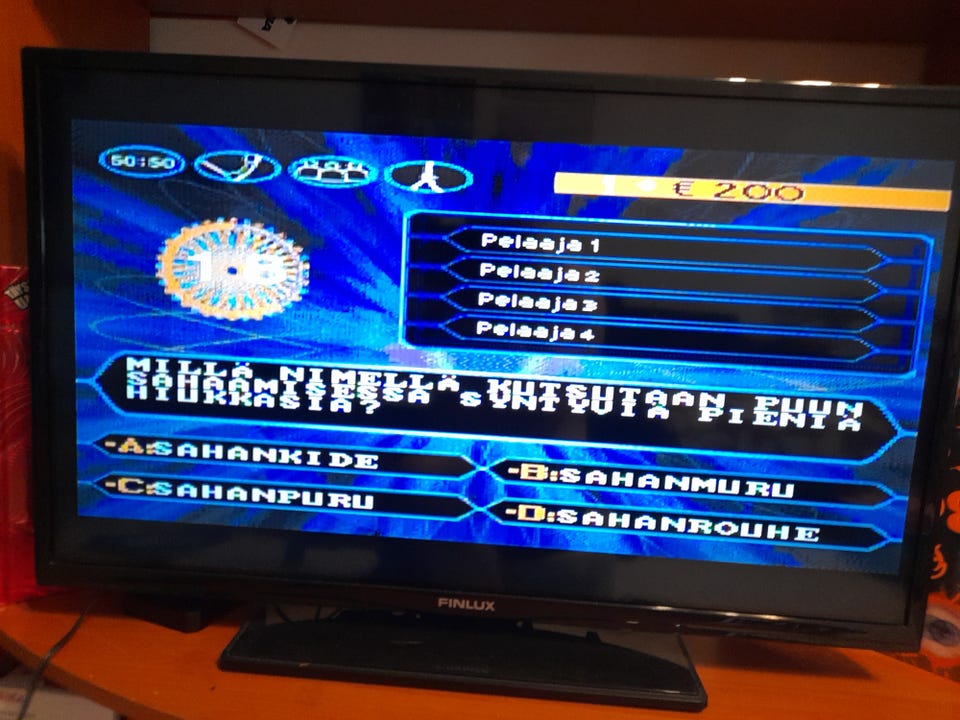 50:50
€ 200
Pelaaja 1
Pelaaja 2
Pelaaja 3
Pelaaja 4
MILLÄ NIMELLÄ KUTSUTAAN PUUN
SAHAAMISESSA SYNTYVIÄ PIENIÄ
HIUKKASIA?
-A:SAHANKIDE
-B:SAHANMURU
-C:SAHANPURU
-D:SAHANROUHE
FINLUX